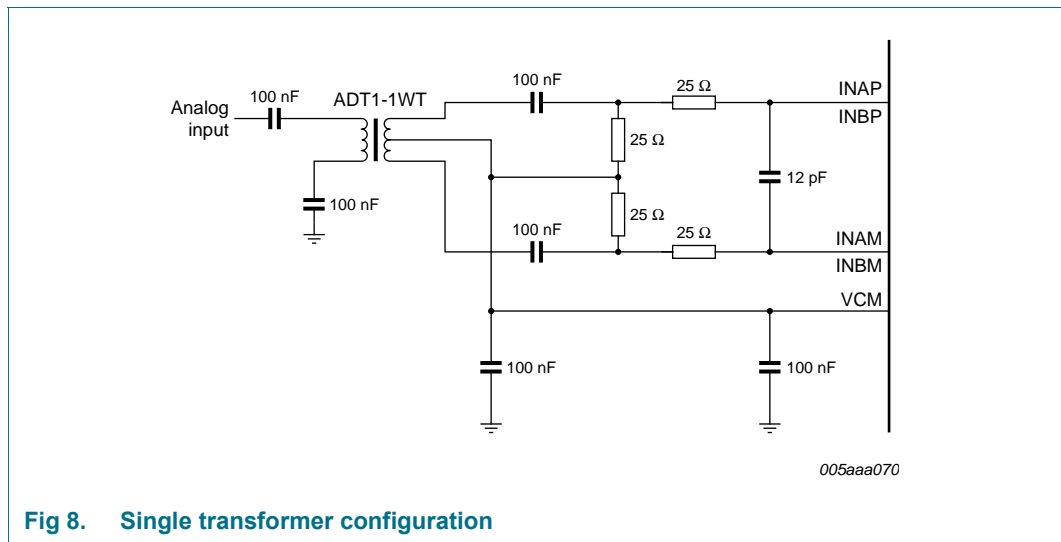 100 nF
ADT1-1WT
100 nF
25 Ω
INAP
Analog
input
INBP
25 Ω
12 pF
100 nF
25 Ω
100 nF
25 Ω
INAM
INBM
VCM
100 nF
100 nF
005aaa070
Fig 8. Single transformer configuration